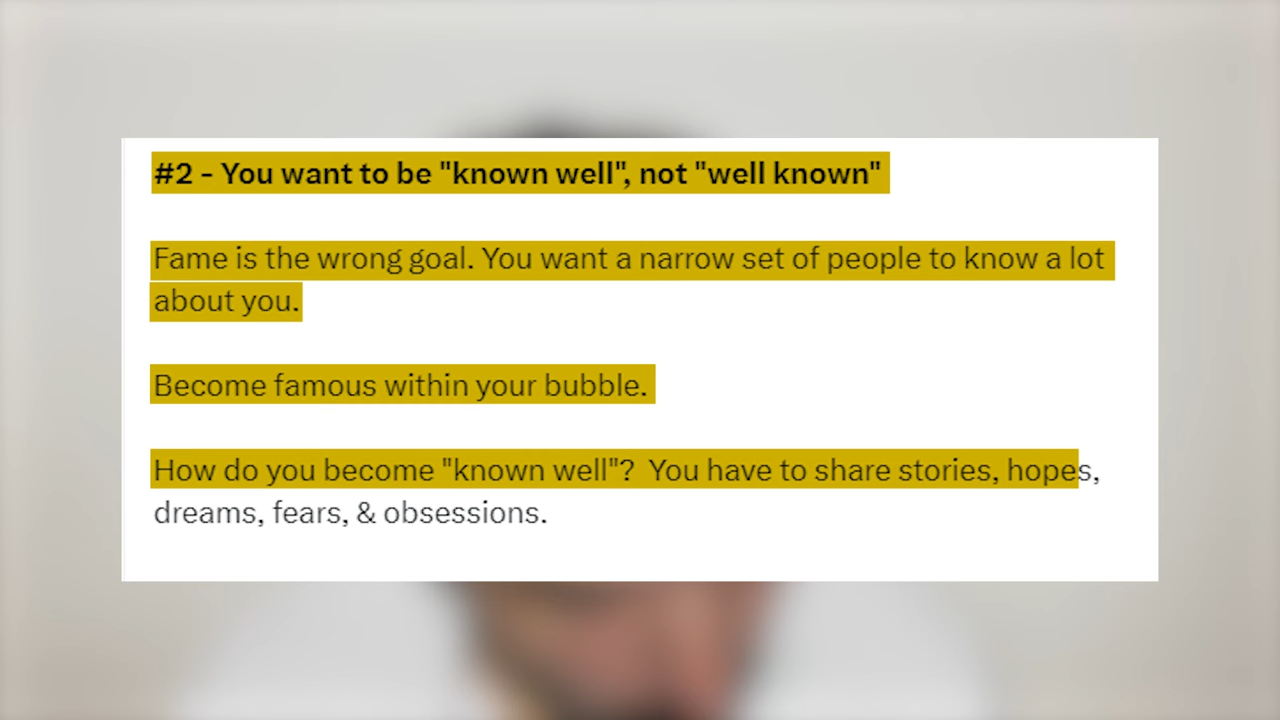 #2 - You want to be "known well", not "well known"
Fame is the wrong goal. You want a narrow set of people to know a lot
about you.
Become famous within your bubble.
How do you become "known well"?  You have to share stories, hopes,
dreams, fears, & obsessions.